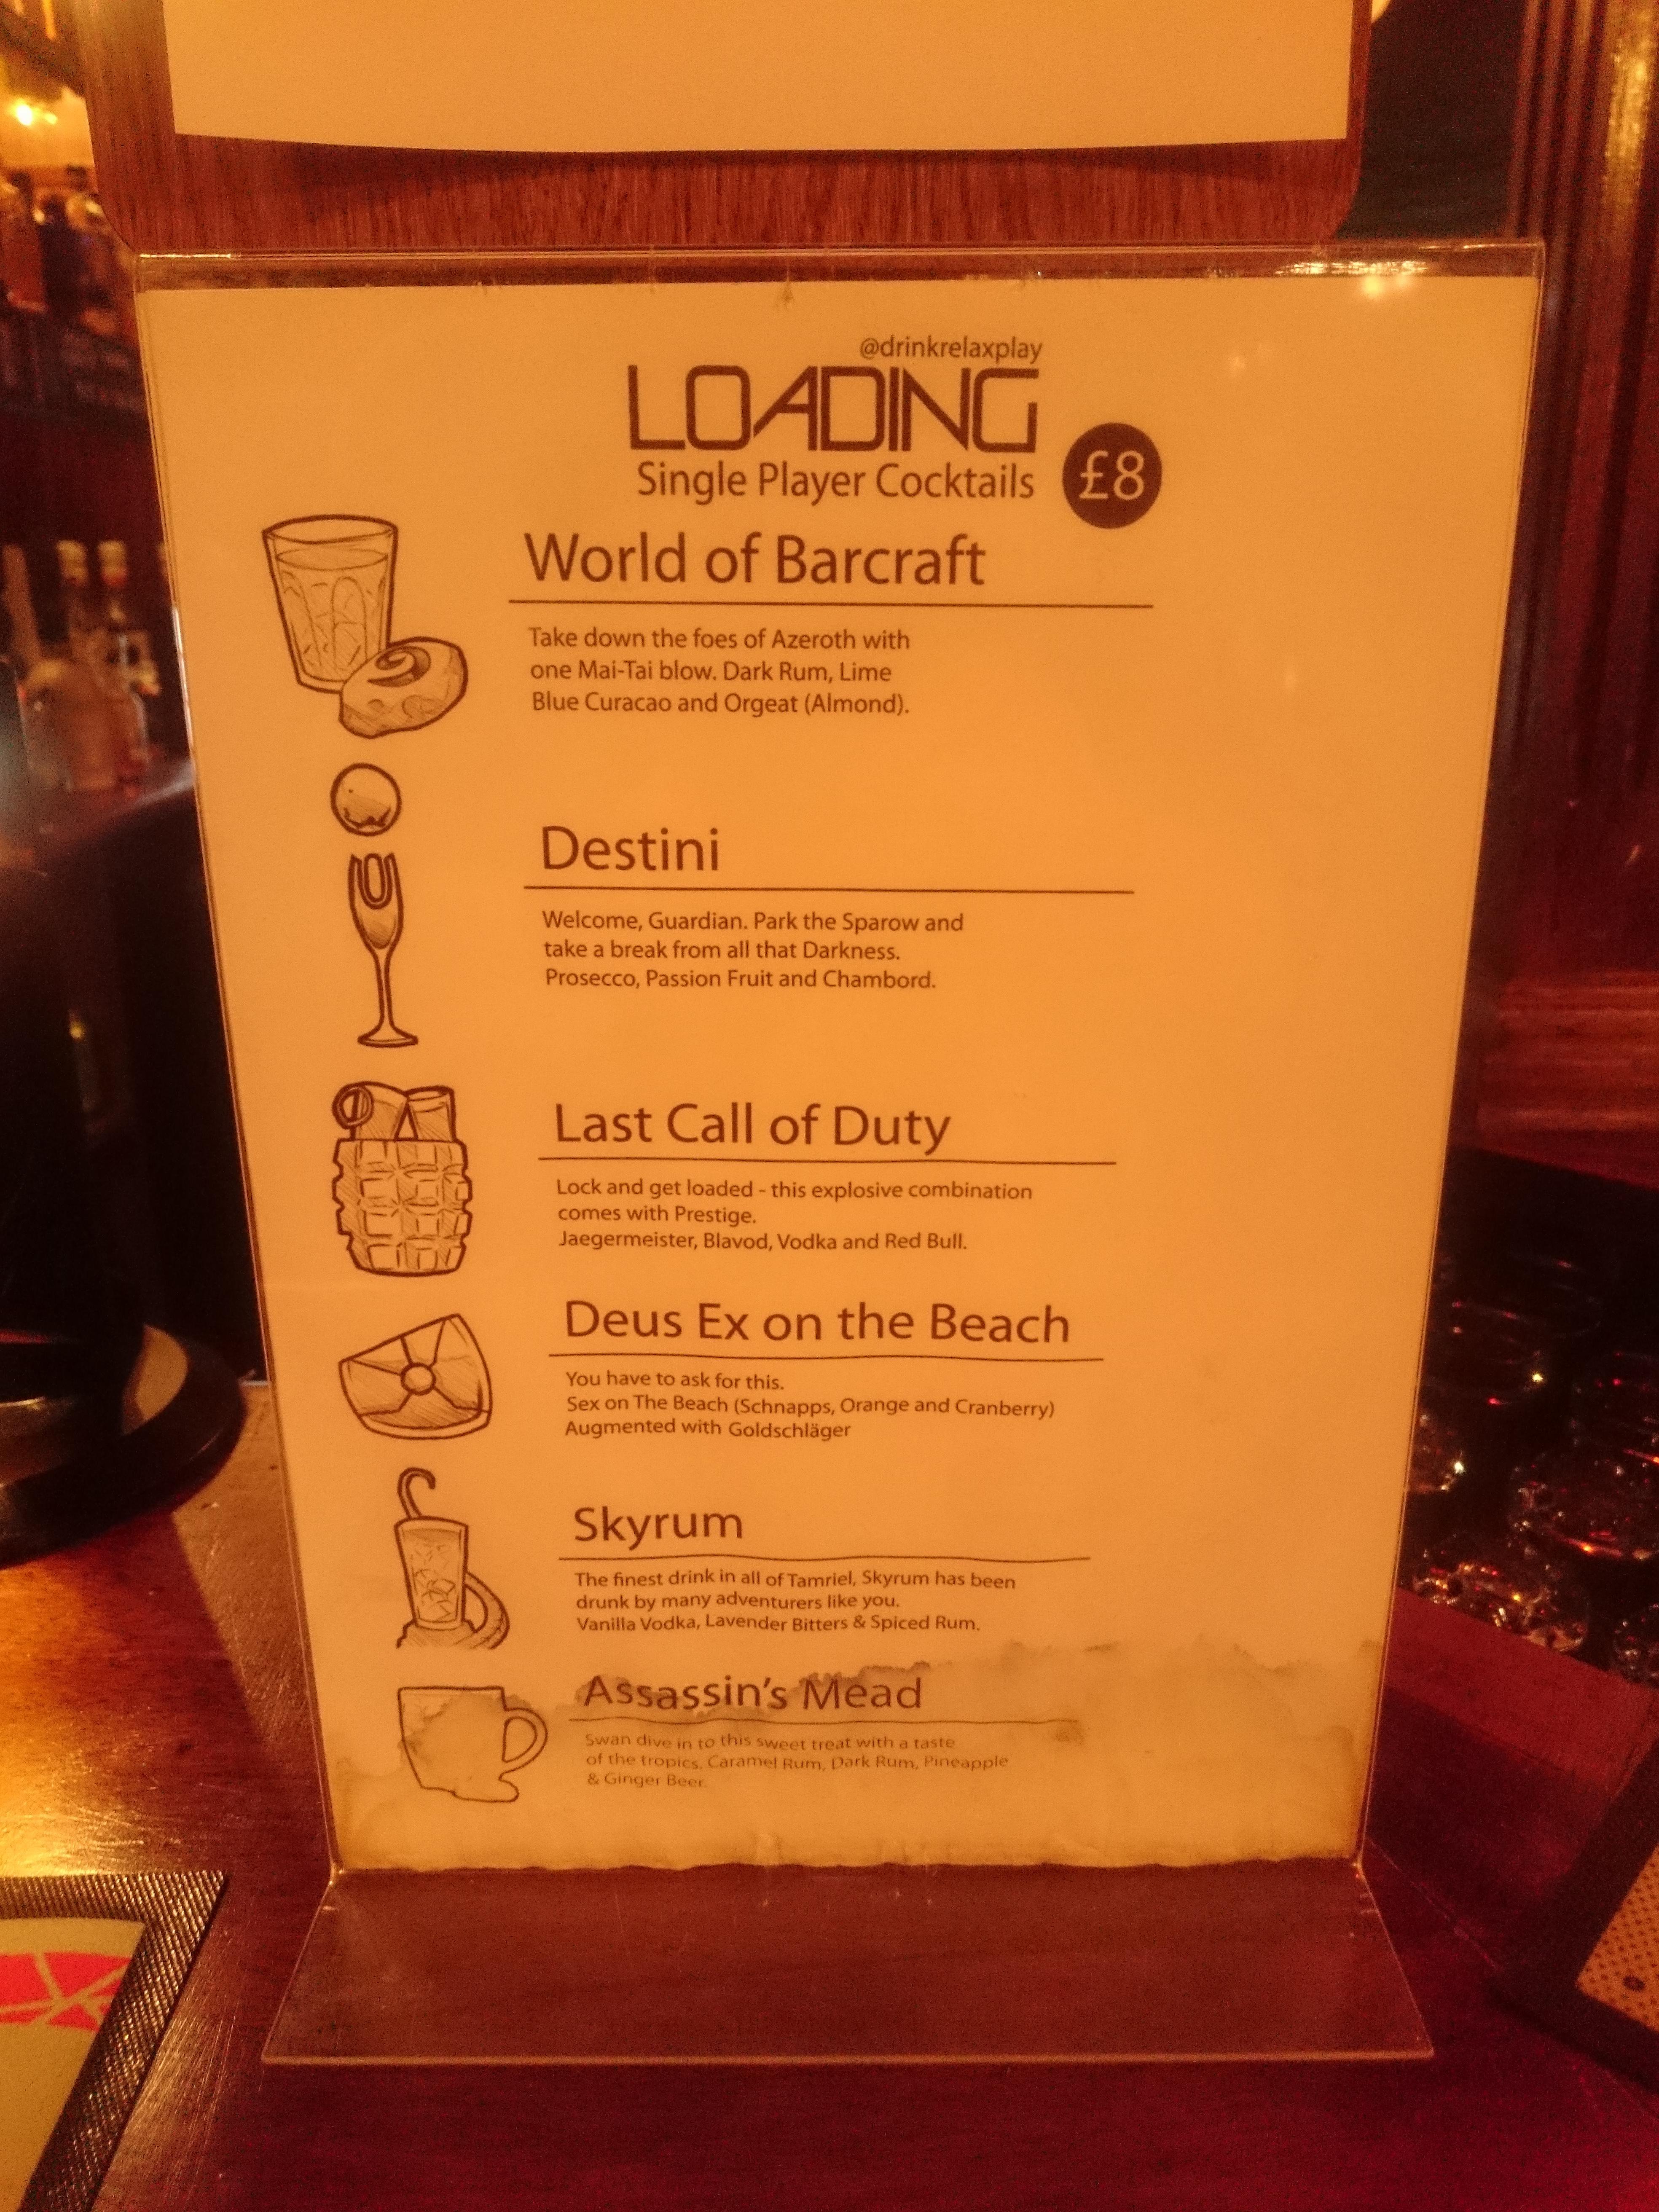 @drinkrelaxplay
LOADING
Single Player Cocktails
£8
World of Barcraft
Take down the foes of Azeroth with
one Mai-Tai blow. Dark Rum, Lime
Blue Curacao and Orgeat (Almond).
Destini
Welcome, Guardian. Park the Sparow and
take a break from all that Darkness.
Prosecco, Passion Fruit and Chambord.
Last Call of Duty
Lock and get loaded - this explosive combination
comes with Prestige.
Jaegermeister, Blavod, Vodka and Red Bull.
Deus Ex on the Beach
You have to ask for this.
Sex on The Beach (Schnapps, Orange and Cranberry)
Augmented with Goldschläger
Skyrum
The finest drink in all of Tamriel, Skyrum has been
drunk by many adventurers like you.
Vanilla Vodka, Lavender Bitters & Spiced Rum.
Assassin's Mead
Swan dive in to this sweet treat with a taste
of the tropics. Caramel Rum, Dark Rum, Pineapple
& Ginger Beer.